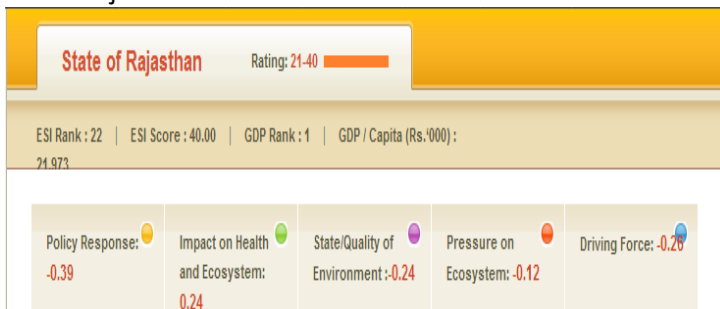 State of Rajasthan Rating: 21-40
ESI Rank : 22 | ESI Score : 40.00 | GDP Rank : 1 | GDP / Capita (Rs.'000) :
21.973
Policy Response:
-0.39
Impact on Health
and Ecosystem:
0.24
State/Quality of
Environment :-0.24
Pressure on
Ecosystem: -0.12
Driving Force: -0.26